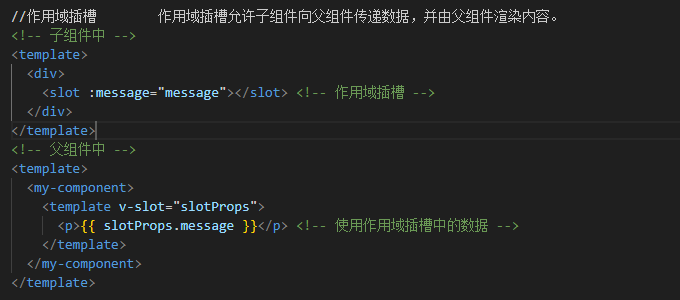 //作用域插槽        作用域插槽允许子组件向父组件传递数据，并由父组件渲染内容。
<!-- 子组件中 -->
<template>
  <div>
    <slot :message="message"></slot> <!-- 作用域插槽 -->
  </div>
</template>
<!-- 父组件中 -->
<template>
  <my-component>
    <template v-slot="slotProps">
      <p>{{ slotProps.message }}</p> <!-- 使用作用域插槽中的数据 -->
    </template>
  </my-component>
</template>